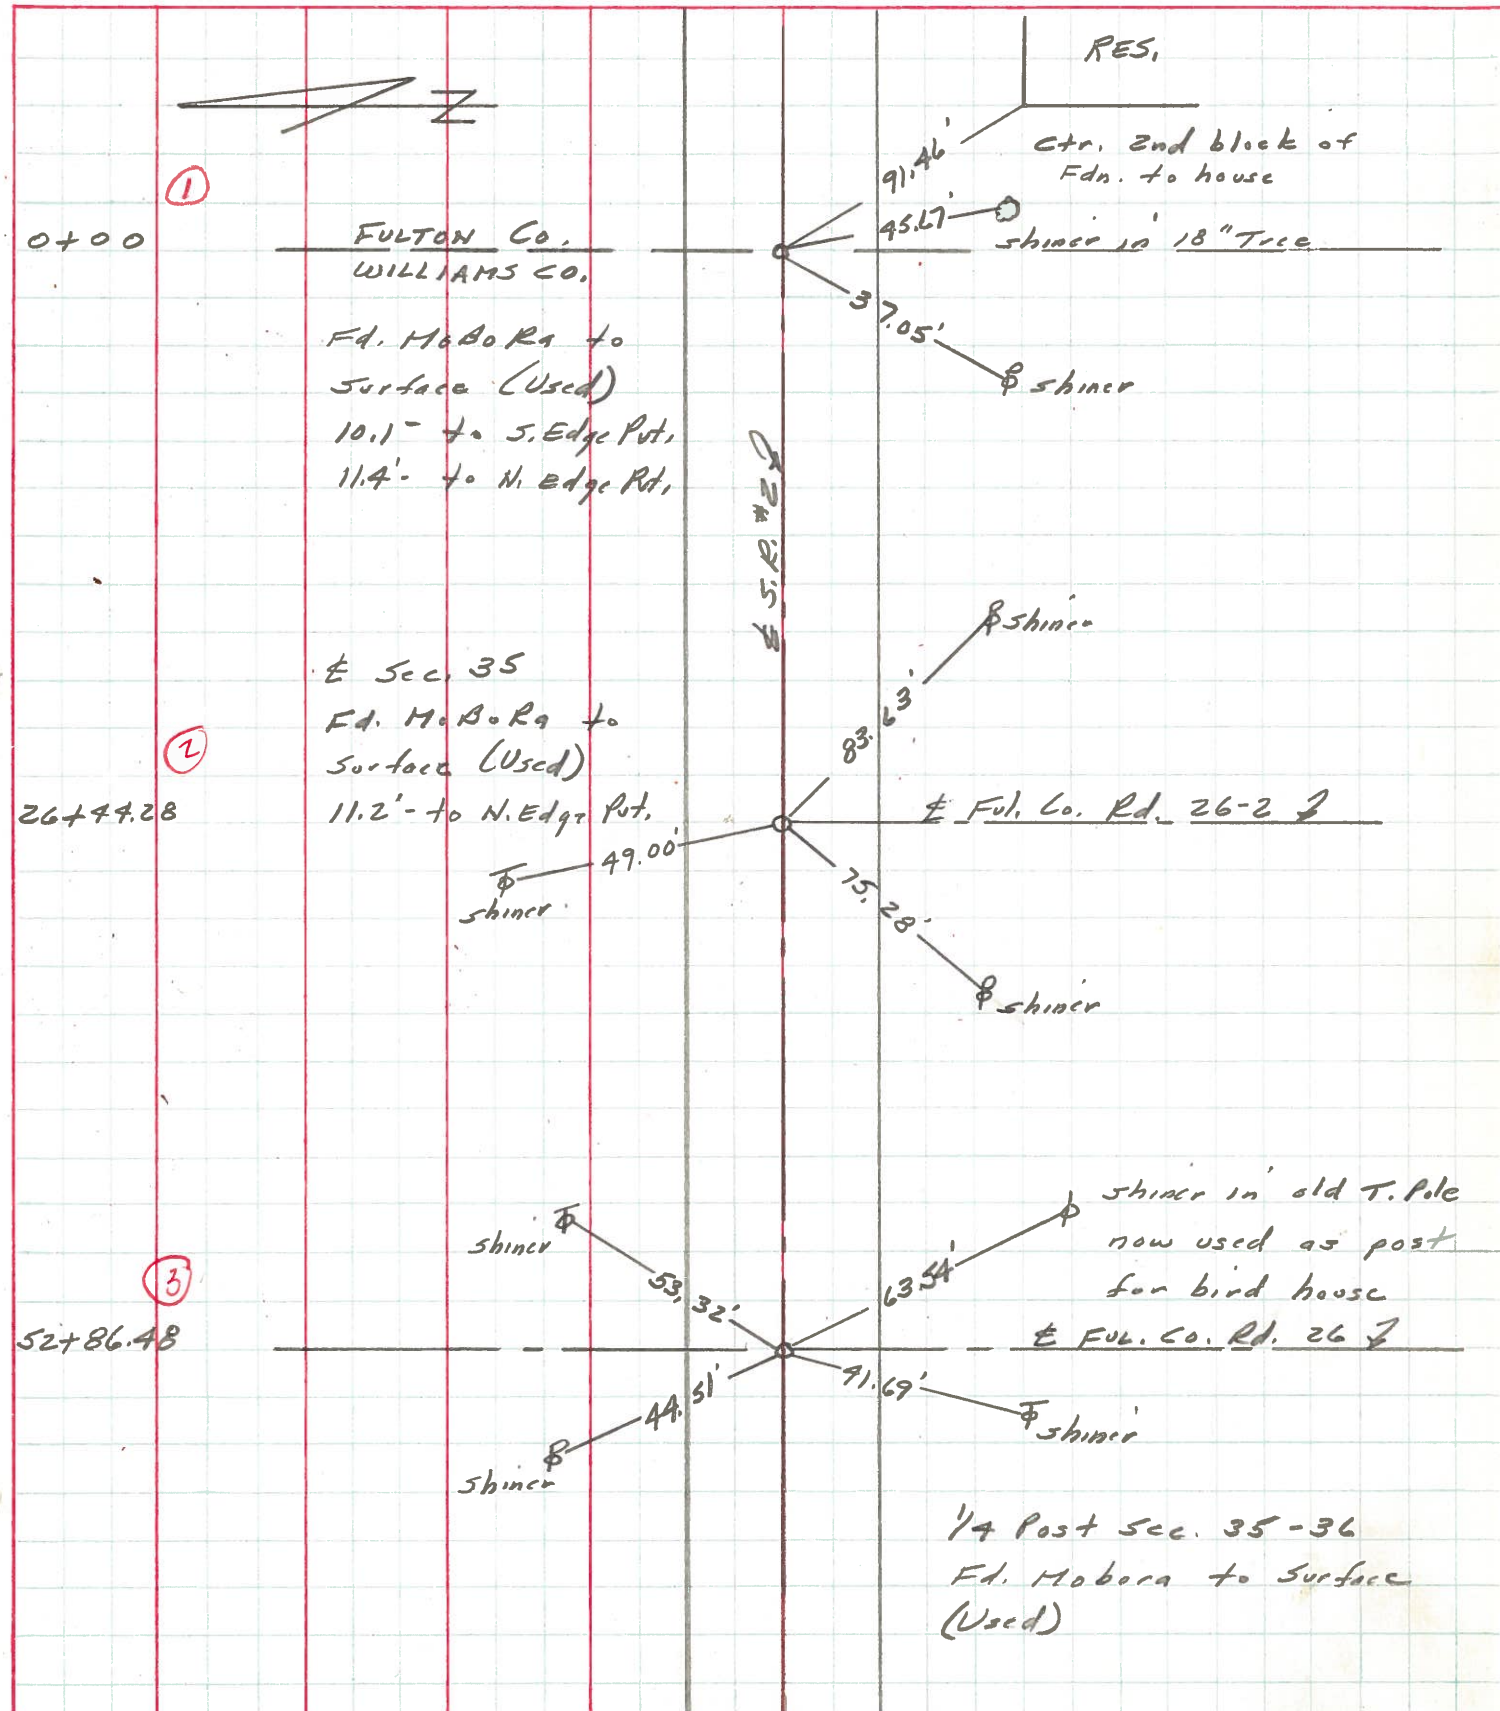 RES.
N
91.46'
Ctr. 2nd block of
Fdn. to house
①
45.67'
0+00
FULTON CO.
shiner in 18" Tree
WILLIAMS CO.
37.05'
shiner
Fd. MoBoRa to
Surface (Used)
10.1'- to S. Edge Pvt.
11.4'- to N. Edge Pvt.
℄ S.R. #2
shiner
83.63'
℄ Sec. 35
Fd. MoBoRa to
Surface (Used)
②
26+44.28
11.2'- to N. Edge Pvt.
℄ Ful. Co. Rd. 26-2
49.00'
shiner
75.28'
shiner
shiner in old T. Pole
now used as post
for bird house
shiner
53.32'
63.54'
③
52+86.48
℄ FUL. Co. Rd. 26
44.51'
41.69'
shiner
shiner
1/4 Post Sec. 35-36
Fd. Mobora to Surface
(Used)